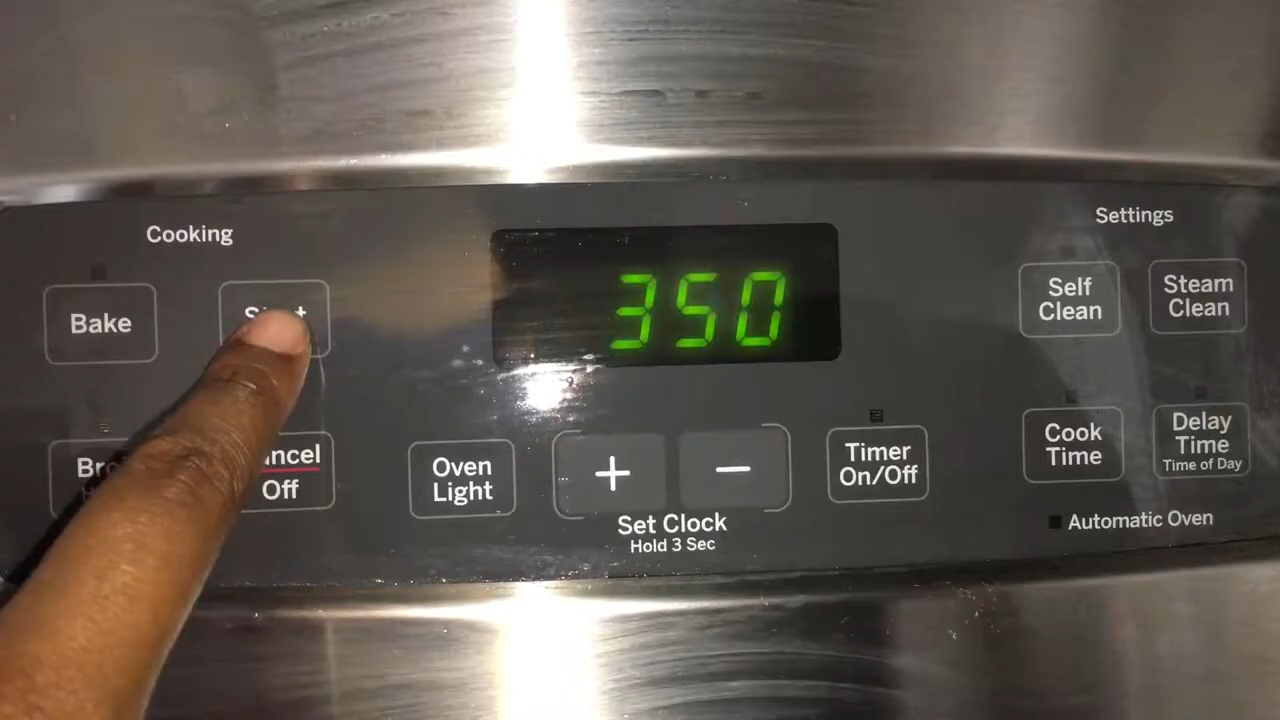 Cooking
Settings
Bake
350
Self
Clean
Steam
Clean
Off
Oven
Light
+
−
Set Clock
Hold 3 Sec
Timer
On/Off
Cook
Time
Delay
Time
Time of Day
Automatic Oven